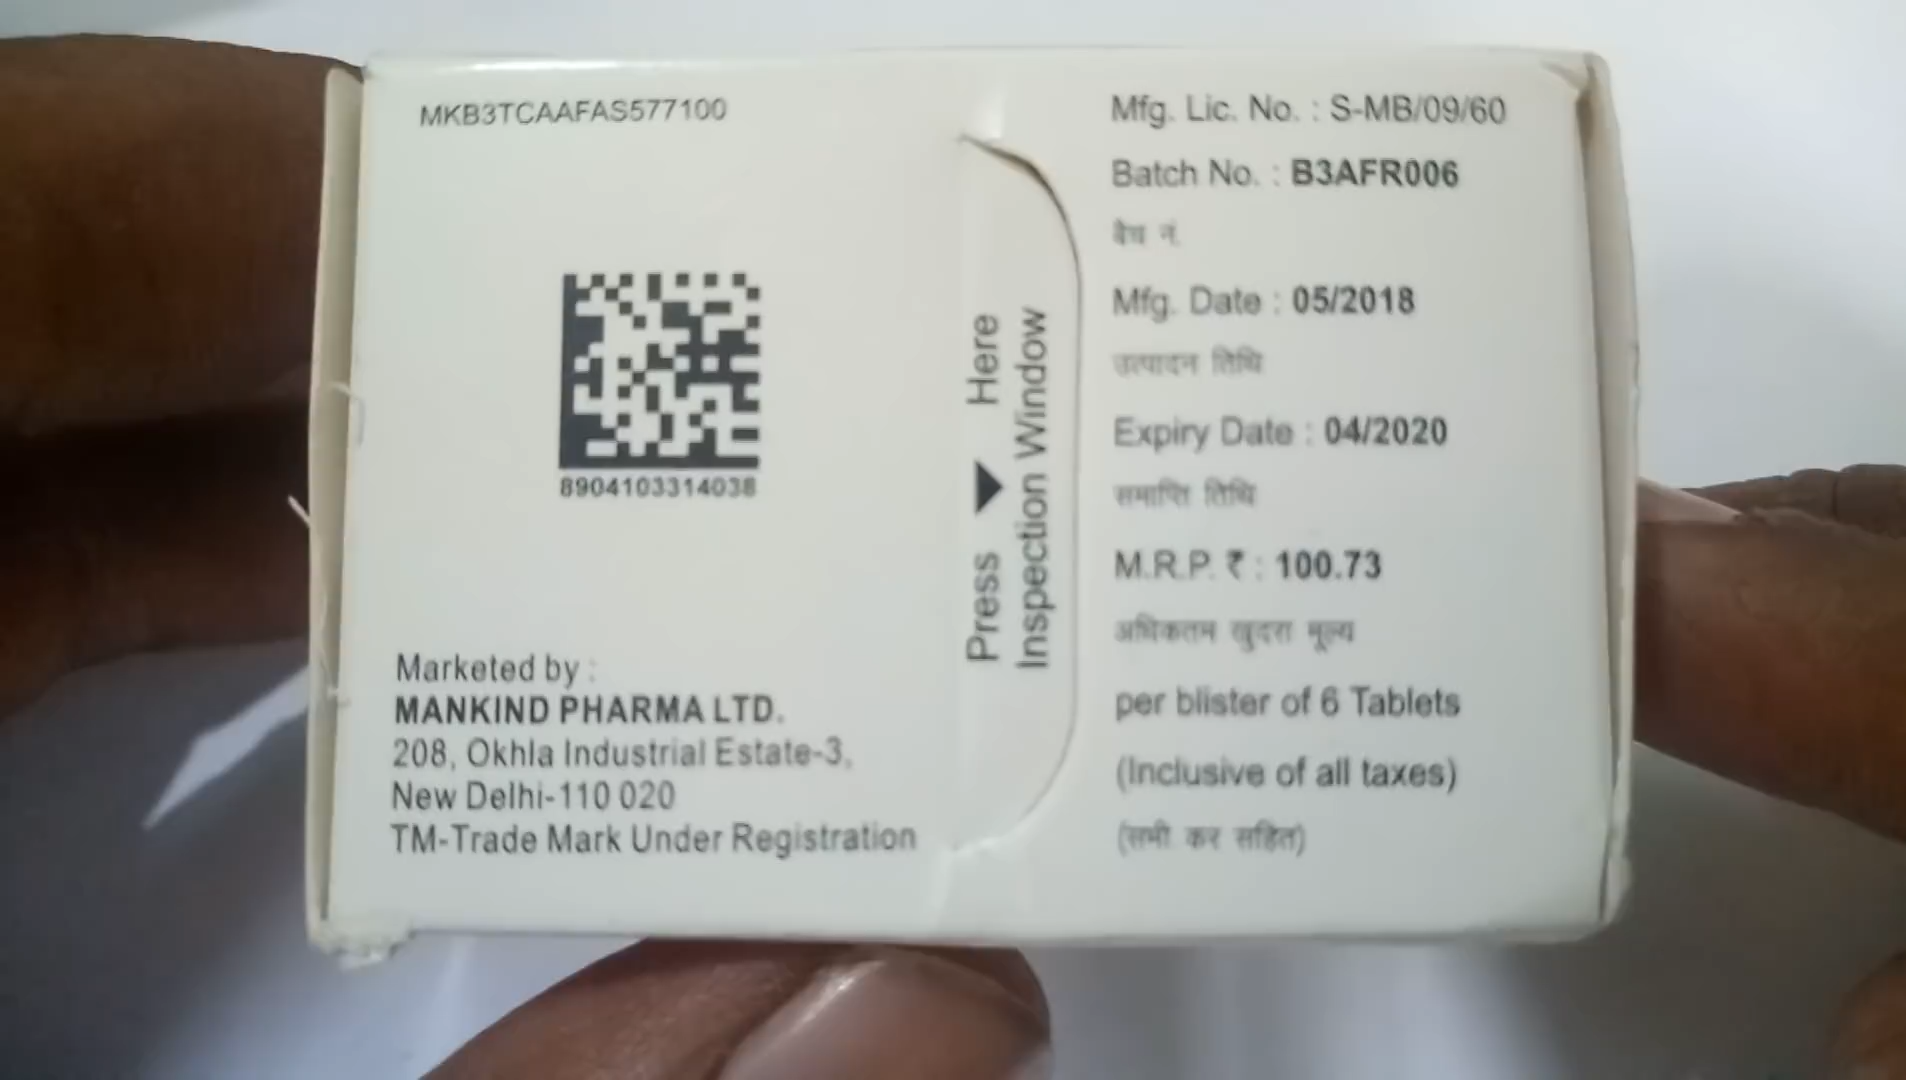 MKB3TCAAFAS577100
8904103314038
Marketed by :
MANKIND PHARMA LTD.
208, Okhla Industrial Estate-3,
New Delhi-110 020
TM-Trade Mark Under Registration
Press Here
Inspection Window
Mfg. Lic. No. : S-MB/09/60
Batch No. : B3AFR006
बैच नं.
Mfg. Date : 05/2018
उत्पादन तिथि
Expiry Date : 04/2020
समाप्ति तिथि
M.R.P. ₹ : 100.73
अधिकतम खुदरा मूल्य
per blister of 6 Tablets
(Inclusive of all taxes)
(सभी कर सहित)